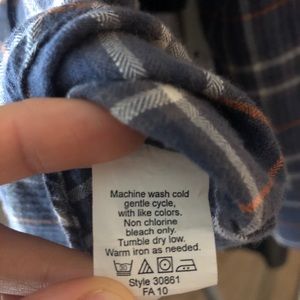 Machine wash cold
gentle cycle,
with like colors.
Non chlorine
bleach only.
Tumble dry low.
Warm iron as needed.
Style 30861
FA 10